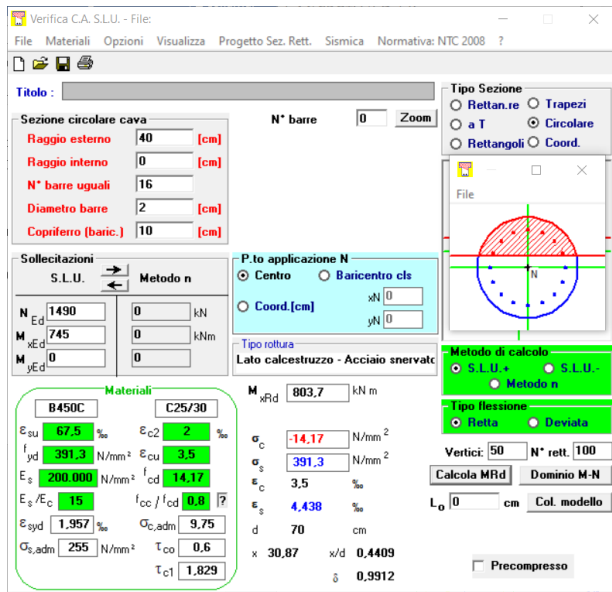 Verifica C.A. S.L.U. - File:
File Materiali Opzioni Visualizza Progetto Sez. Rett. Sismica Normativa: NTC 2008 ?
Titolo :
Tipo Sezione
Rettan.re Trapezi
a T Circolare
Rettangoli Coord.
Sezione circolare cava
Raggio esterno 40 [cm]
Raggio interno 0 [cm]
N° barre uguali 16
Diametro barre 2 [cm]
Copriferro (baric.) 10 [cm]
N° barre 0 Zoom
File
N
Sollecitazioni
S.L.U. Metodo n
N Ed 1490 0 kN
M xEd 745 0 kNm
M yEd 0 0
P.to applicazione N
Centro Baricentro cls
Coord.[cm] xN 0
yN 0
Tipo rottura
Lato calcestruzzo - Acciaio snervato
Metodo di calcolo
S.L.U.+ S.L.U.-
Metodo n
Tipo flessione
Retta Deviata
Materiali
B450C C25/30
εsu 67,5 ‰ εc2 2 ‰
fyd 391,3 N/mm² εcu 3,5 ‰
Es 200.000 N/mm² fcd 14,17
Es/Ec 15 fcc/fcd 0,8 ?
εsyd 1,957 ‰ σc,adm 9,75
σs,adm 255 N/mm² τco 0,6
τc1 1,829
M xRd 803,7 kN m
σc -14,17 N/mm²
σs 391,3 N/mm²
εc 3,5 ‰
εs 4,438 ‰
d 70 cm
x 30,87 x/d 0,4409
δ 0,9912
Vertici: 50 N° rett. 100
Calcola MRd Dominio M-N
Lo 0 cm Col. modello
Precompresso